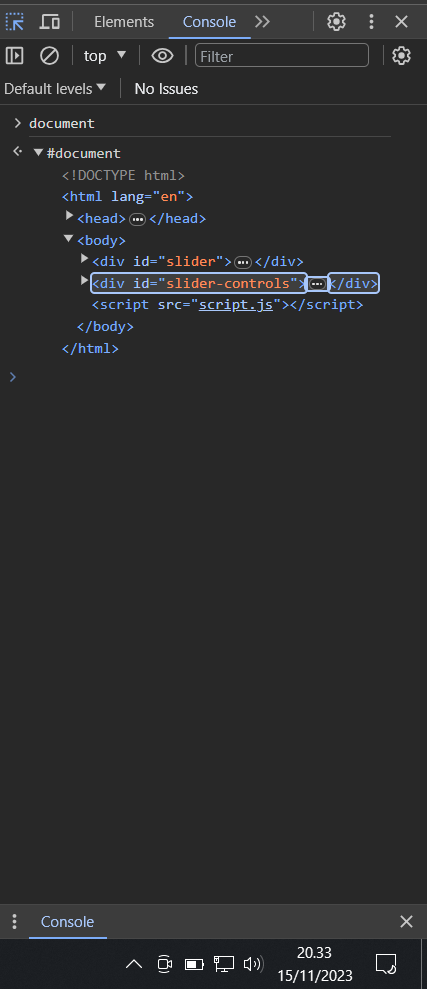 Elements Console
top Filter
Default levels No Issues
document
#document
<!DOCTYPE html>
<html lang="en">
<head> ••• </head>
<body>
<div id="slider"> ••• </div>
<div id="slider-controls"> ••• </div>
<script src="script.js"></script>
</body>
</html>
Console
20.33
15/11/2023